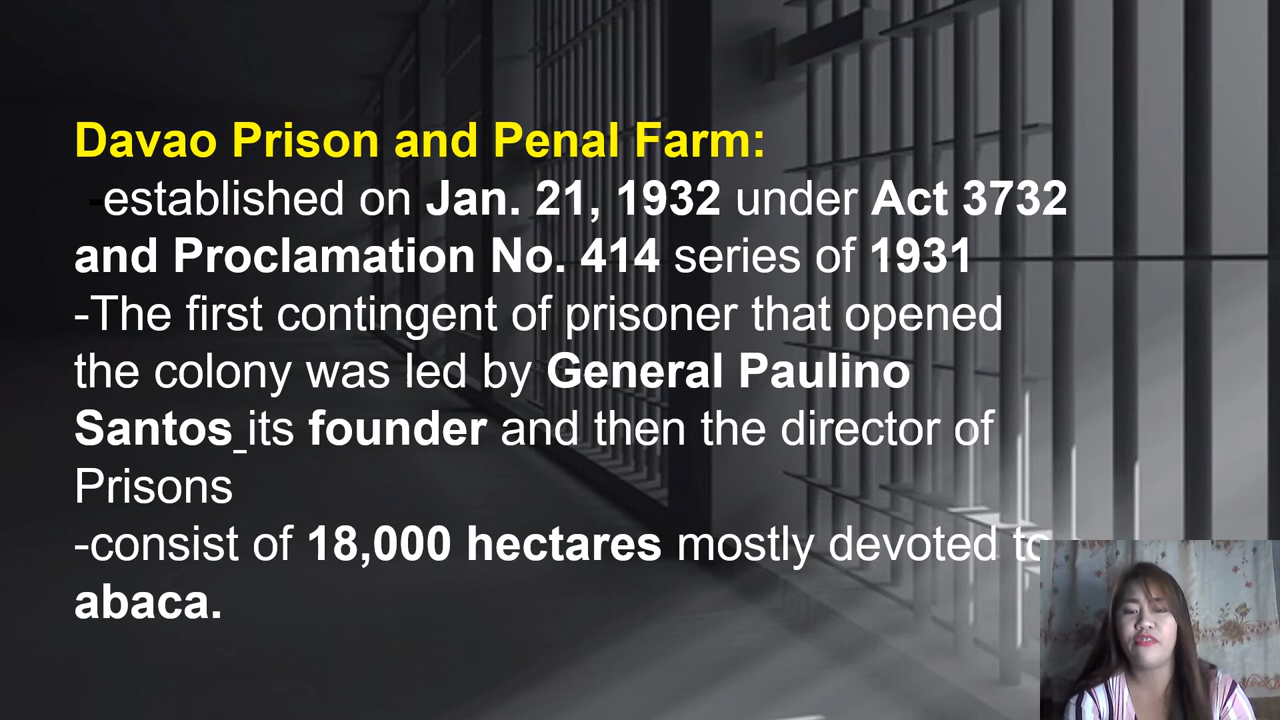 Davao Prison and Penal Farm:
-established on Jan. 21, 1932 under Act 3732
and Proclamation No. 414 series of 1931
-The first contingent of prisoner that opened
the colony was led by General Paulino
Santos its founder and then the director of
Prisons
-consist of 18,000 hectares mostly devoted to
abaca.